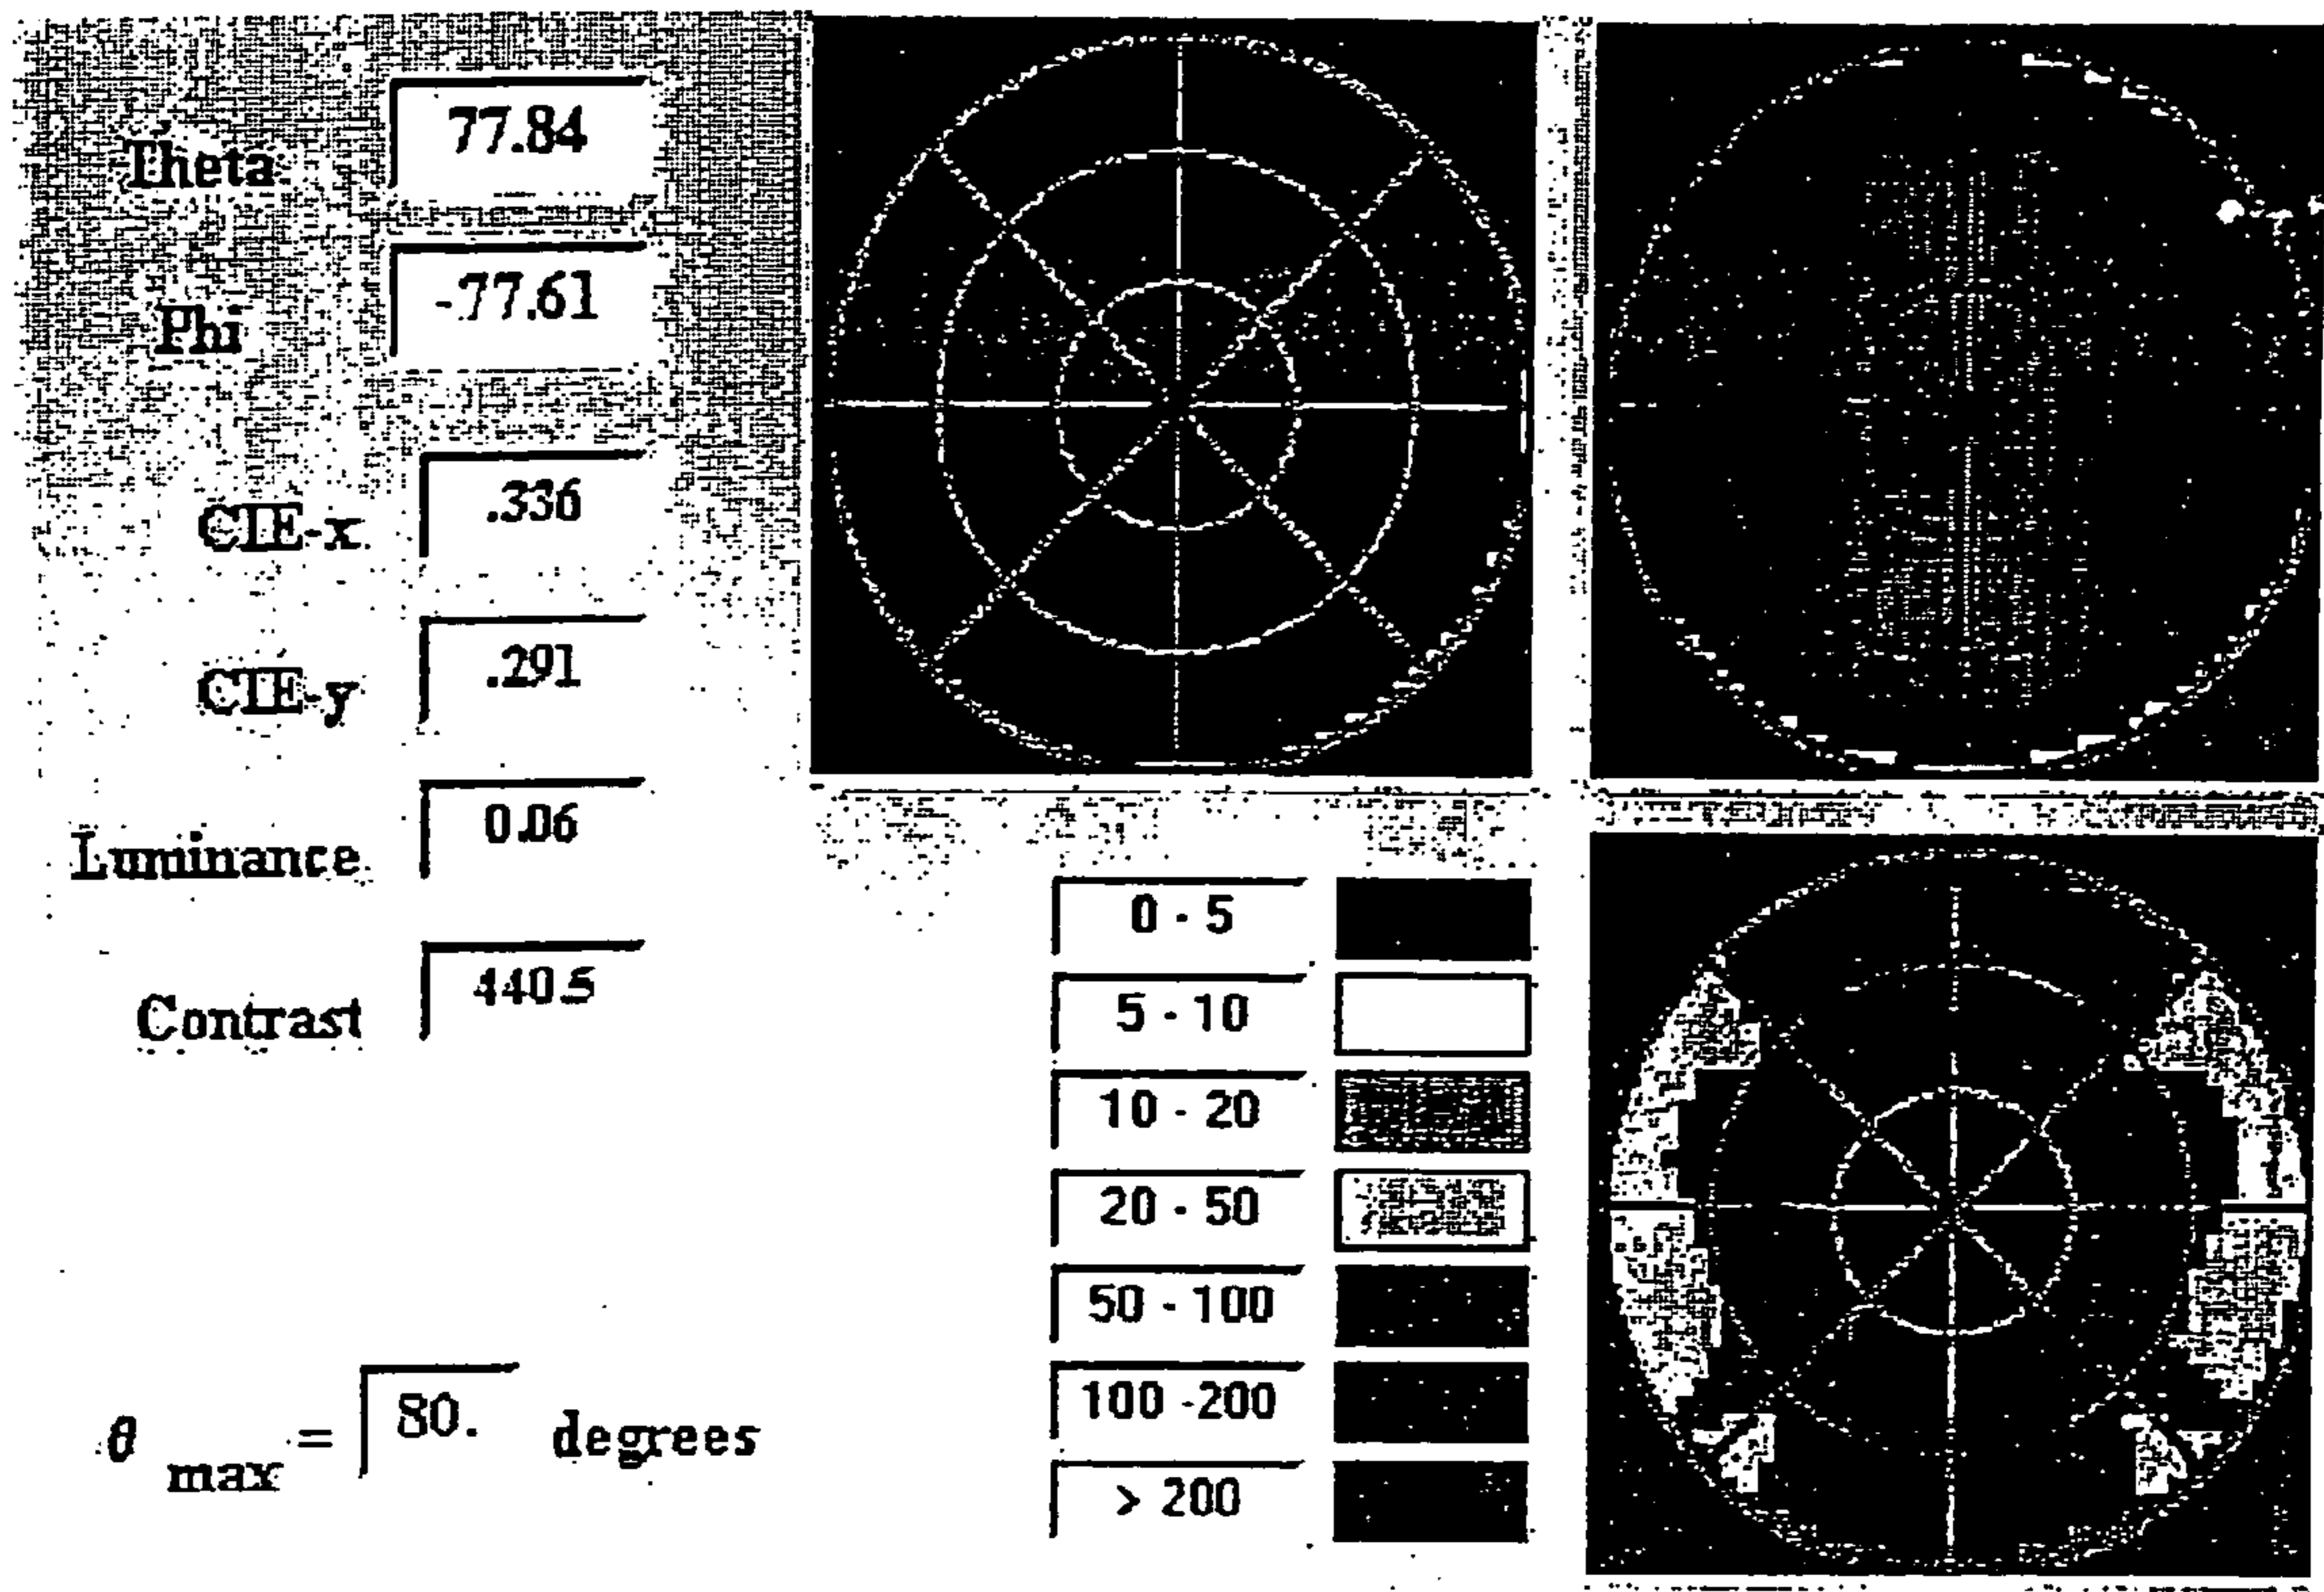 Theta 77.84
Phi -77.61
CIE-x .336
CIE-y .291
Luminance 0.06
Contrast 440.5
θ max = 80. degrees
0 - 5
5 - 10
10 - 20
20 - 50
50 - 100
100 -200
> 200